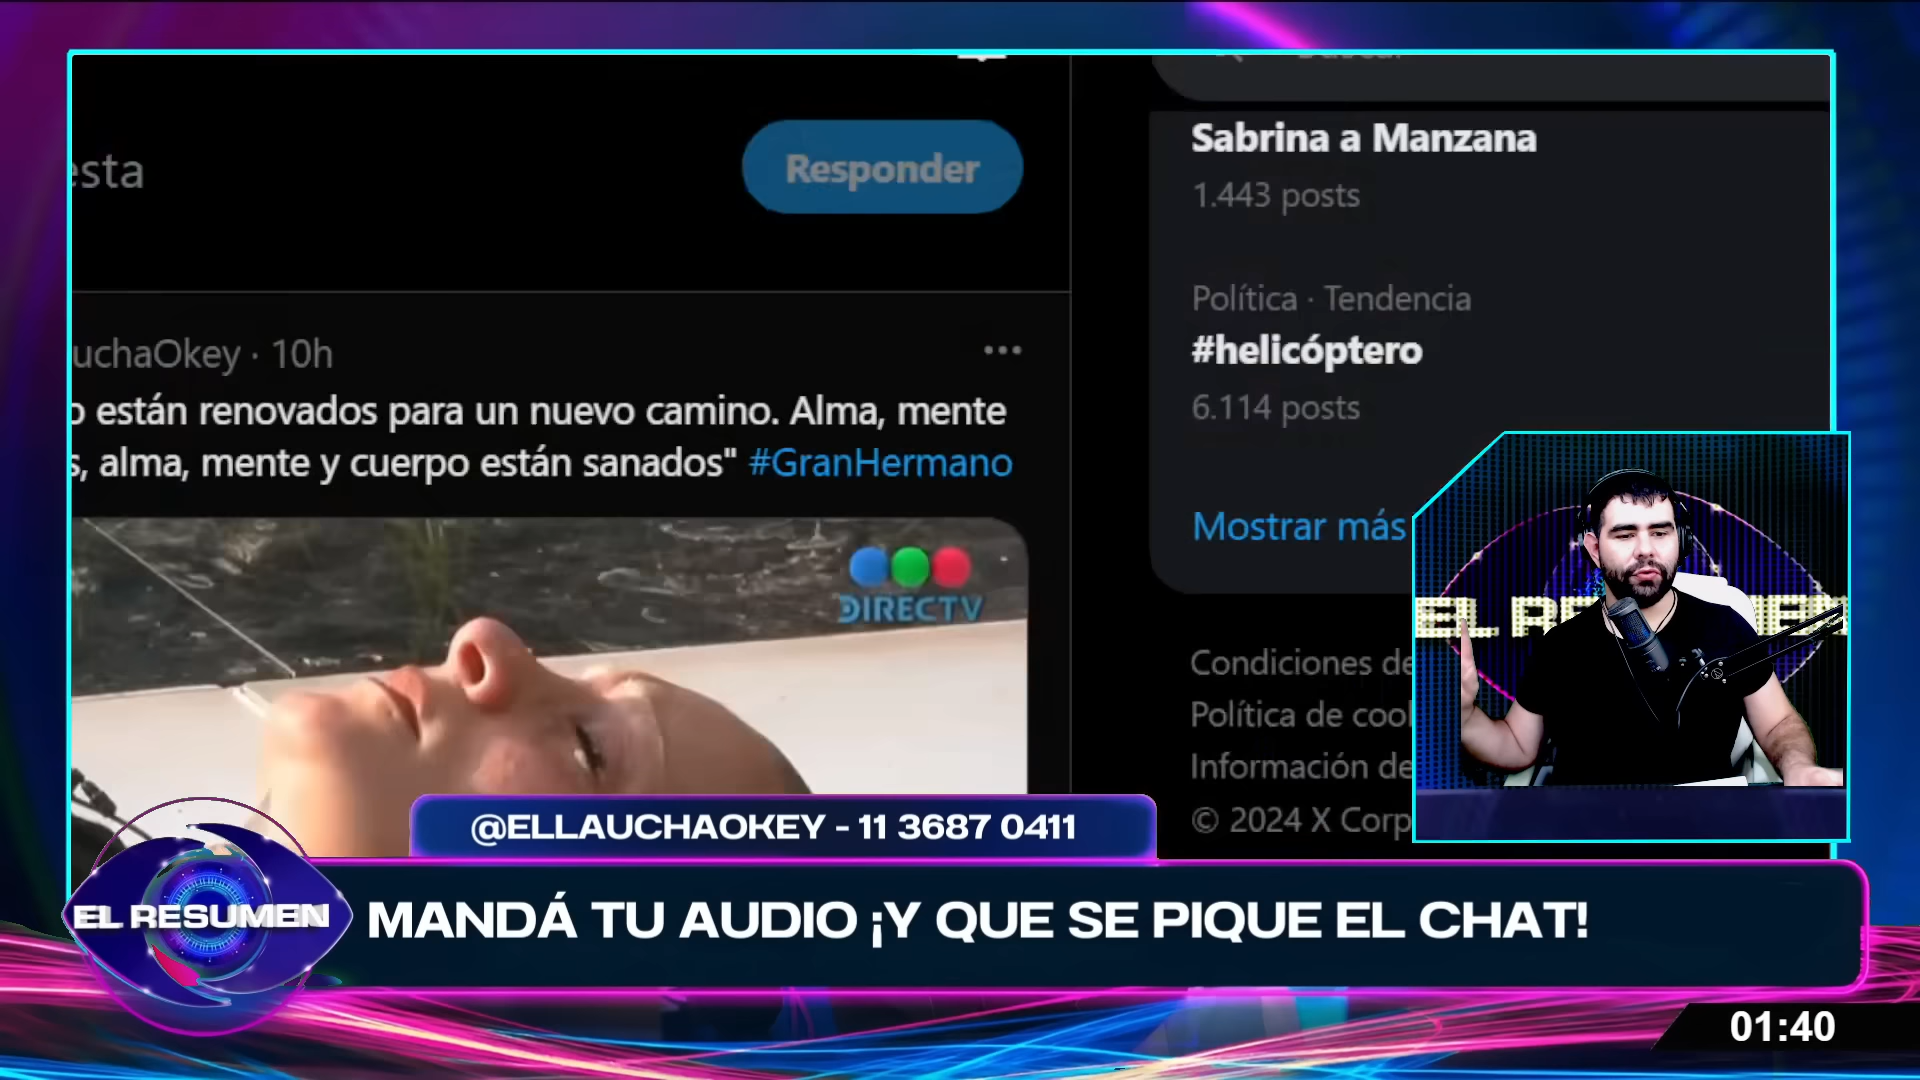 Sabrina a Manzana
1.443 posts
esta
Responder
Política · Tendencia
#helicóptero
6.114 posts
uchaOkey · 10h
o están renovados para un nuevo camino. Alma, mente
s, alma, mente y cuerpo están sanados" #GranHermano
Mostrar más
DIRECTV
Condiciones de
Política de cool
Información de
© 2024 X Corp
@ELLAUCHAOKEY - 11 3687 0411
EL RESUMEN
MANDÁ TU AUDIO ¡Y QUE SE PIQUE EL CHAT!
01:40